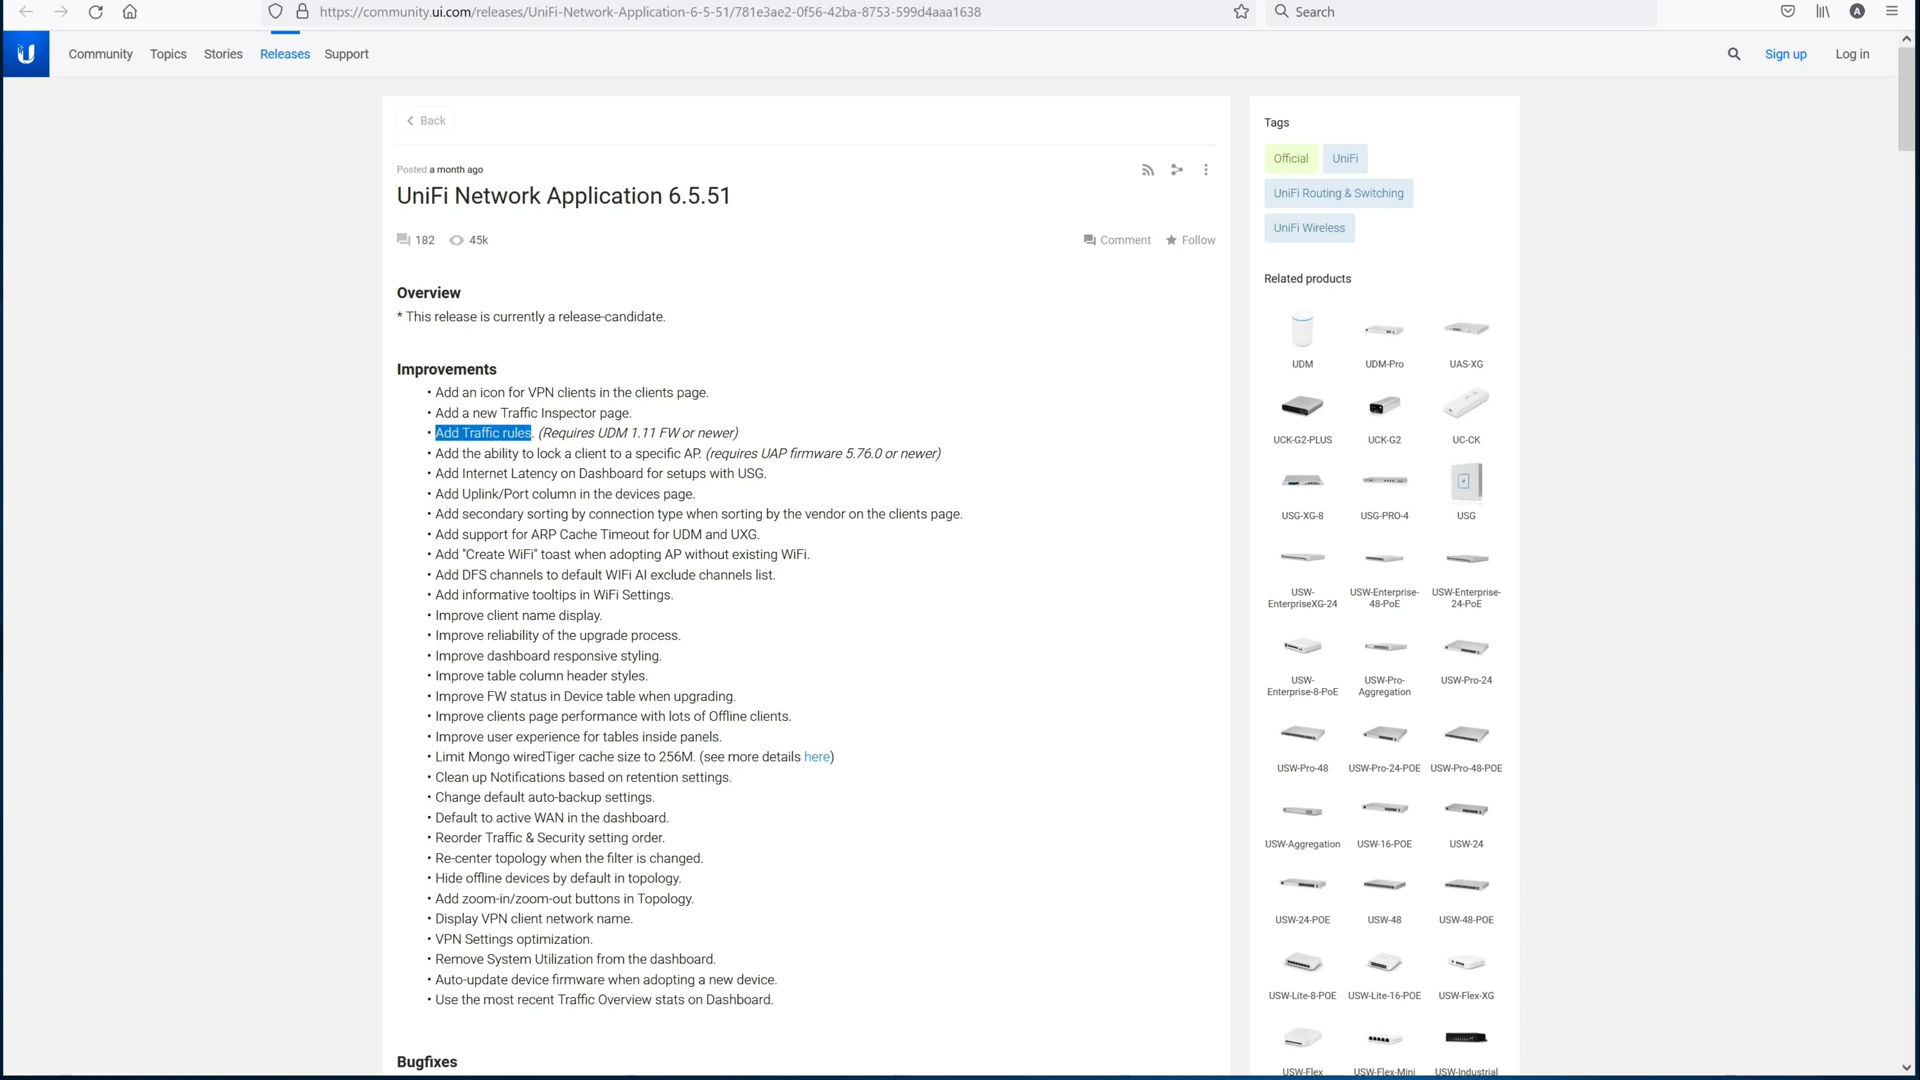 https://community.ui.com/releases/UniFi-Network-Application-6-5-51/781e3ae2-0f56-42ba-8753-599d4aaa1638
Search
A
Community
Topics
Stories
Releases
Support
Sign up
Log in
Back
Posted a month ago
UniFi Network Application 6.5.51
182
45k
Comment
Follow
Overview
* This release is currently a release-candidate.
Improvements
• Add an icon for VPN clients in the clients page.
• Add a new Traffic Inspector page.
• Add Traffic rules. (Requires UDM 1.11 FW or newer)
• Add the ability to lock a client to a specific AP. (requires UAP firmware 5.76.0 or newer)
• Add Internet Latency on Dashboard for setups with USG.
• Add Uplink/Port column in the devices page.
• Add secondary sorting by connection type when sorting by the vendor on the clients page.
• Add support for ARP Cache Timeout for UDM and UXG.
• Add "Create WiFi" toast when adopting AP without existing WiFi.
• Add DFS channels to default WIFi AI exclude channels list.
• Add informative tooltips in WiFi Settings.
• Improve client name display.
• Improve reliability of the upgrade process.
• Improve dashboard responsive styling.
• Improve table column header styles.
• Improve FW status in Device table when upgrading.
• Improve clients page performance with lots of Offline clients.
• Improve user experience for tables inside panels.
• Limit Mongo wiredTiger cache size to 256M. (see more details here)
• Clean up Notifications based on retention settings.
• Change default auto-backup settings.
• Default to active WAN in the dashboard.
• Reorder Traffic & Security setting order.
• Re-center topology when the filter is changed.
• Hide offline devices by default in topology.
• Add zoom-in/zoom-out buttons in Topology.
• Display VPN client network name.
• VPN Settings optimization.
• Remove System Utilization from the dashboard.
• Auto-update device firmware when adopting a new device.
• Use the most recent Traffic Overview stats on Dashboard.
Bugfixes
Tags
Official
UniFi
UniFi Routing & Switching
UniFi Wireless
Related products
UDM
UDM-Pro
UAS-XG
UCK-G2-PLUS
UCK-G2
UC-CK
USG-XG-8
USG-PRO-4
USG
USW-
EnterpriseXG-24
USW-Enterprise-
48-PoE
USW-Enterprise-
24-PoE
USW-
Enterprise-8-PoE
USW-Pro-
Aggregation
USW-Pro-24
USW-Pro-48
USW-Pro-24-POE
USW-Pro-48-POE
USW-Aggregation
USW-16-POE
USW-24
USW-24-POE
USW-48
USW-48-POE
USW-Lite-8-POE
USW-Lite-16-POE
USW-Flex-XG
USW-Flex
USW-Flex-Mini
USW-Industrial